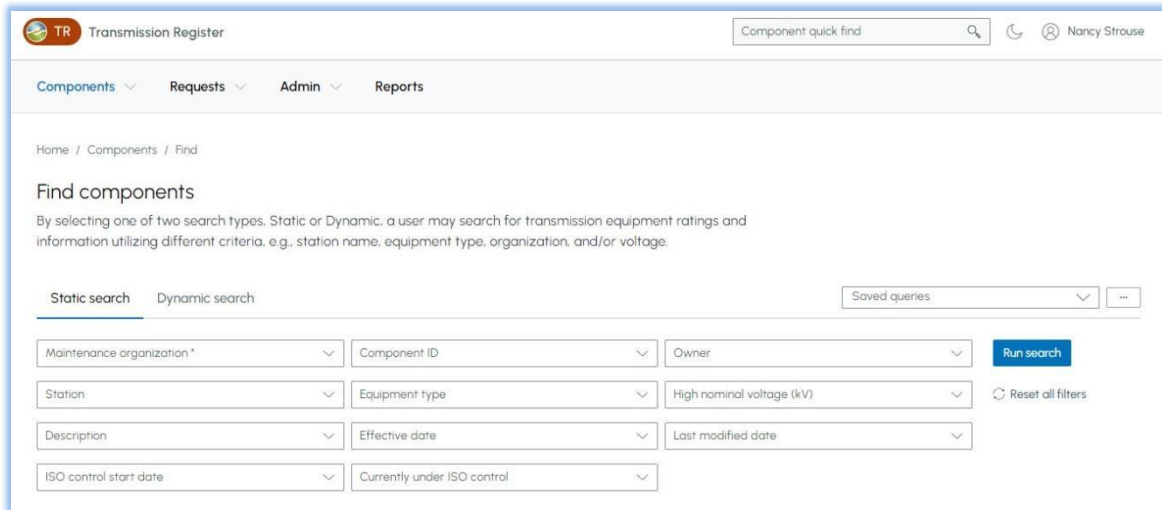 TR Transmission Register Component quick find Nancy Strouse
Components Requests Admin Reports
Home / Components / Find
Find components
By selecting one of two search types, Static or Dynamic, a user may search for transmission equipment ratings and
information utilizing different criteria, e.g., station name, equipment type, organization, and/or voltage.
Static search Dynamic search Saved queries ...
Maintenance organization * Component ID Owner Run search
Station Equipment type High nominal voltage (kV) Reset all filters
Description Effective date Last modified date
ISO control start date Currently under ISO control